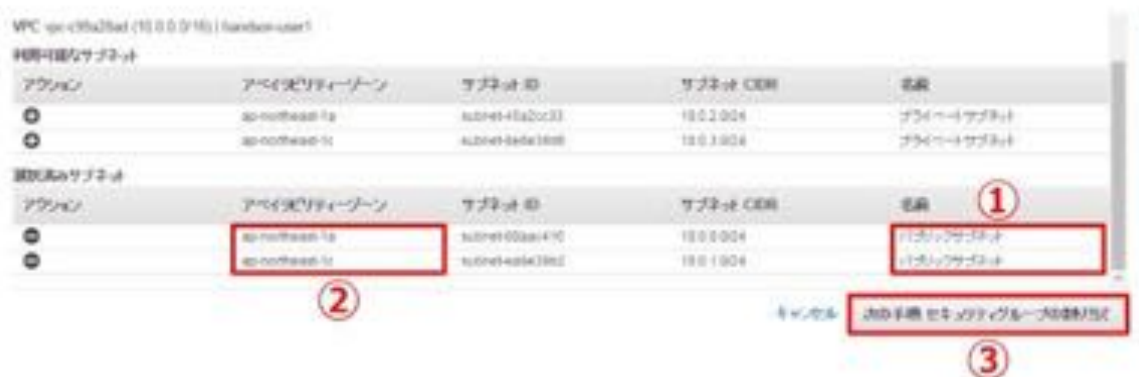 VPC (10.0.0.0/16) | handson-user1
利用可能なサブネット
アクション アベイラビリティーゾーン サブネット ID サブネット CIDR 名前
ap-northeast-1a 10.0.2.0/24 プライベートサブネット
ap-northeast-1c 10.0.3.0/24 プライベートサブネット
選択済みサブネット
アクション アベイラビリティーゾーン サブネット ID サブネット CIDR 名前
①
ap-northeast-1a 10.0.0.0/24 パブリックサブネット
ap-northeast-1c 10.0.1.0/24 パブリックサブネット
②
キャンセル 次の手順: セキュリティグループの割り当て
③